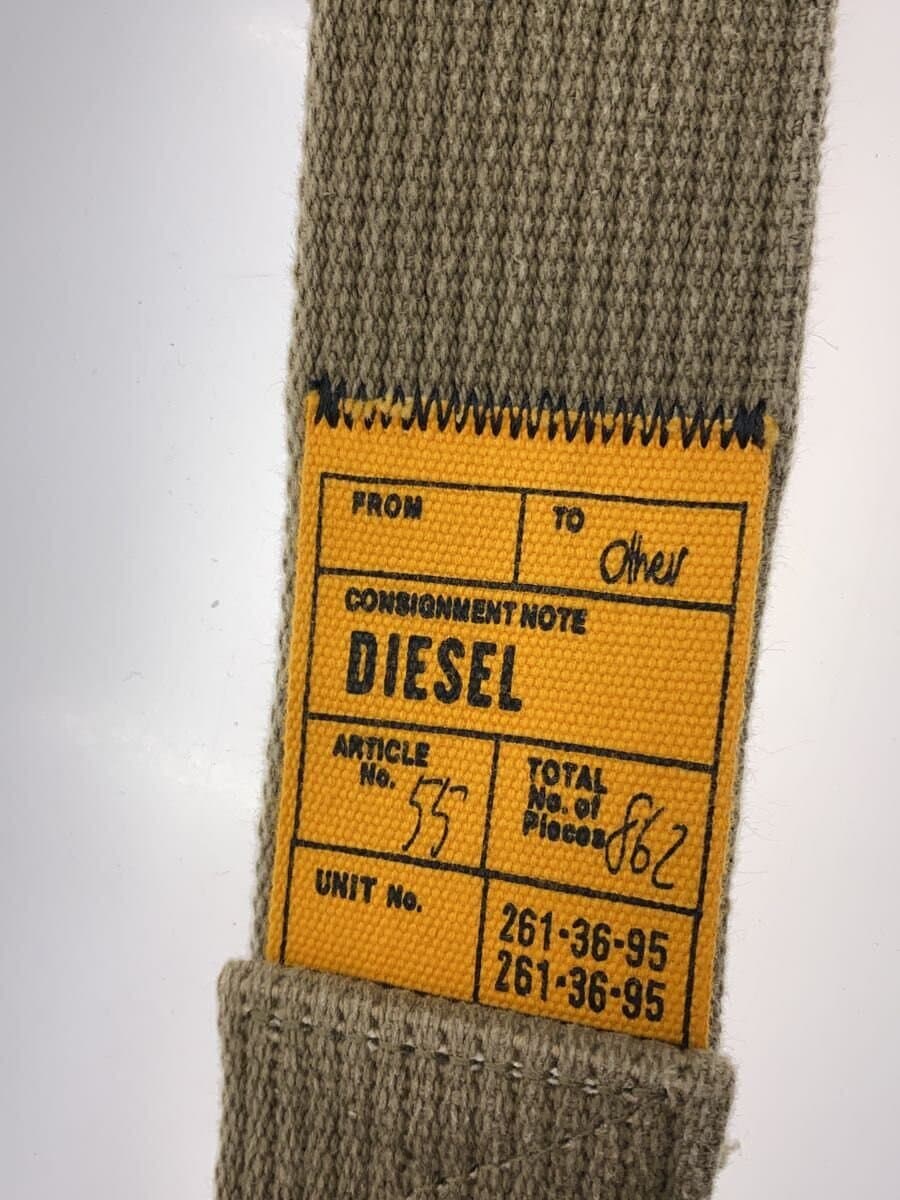 FROM
TO
Other
CONSIGNMENT NOTE
DIESEL
ARTICLE
No. 55
TOTAL
No. of
Pieces 862
UNIT No.
261-36-95
261-36-95